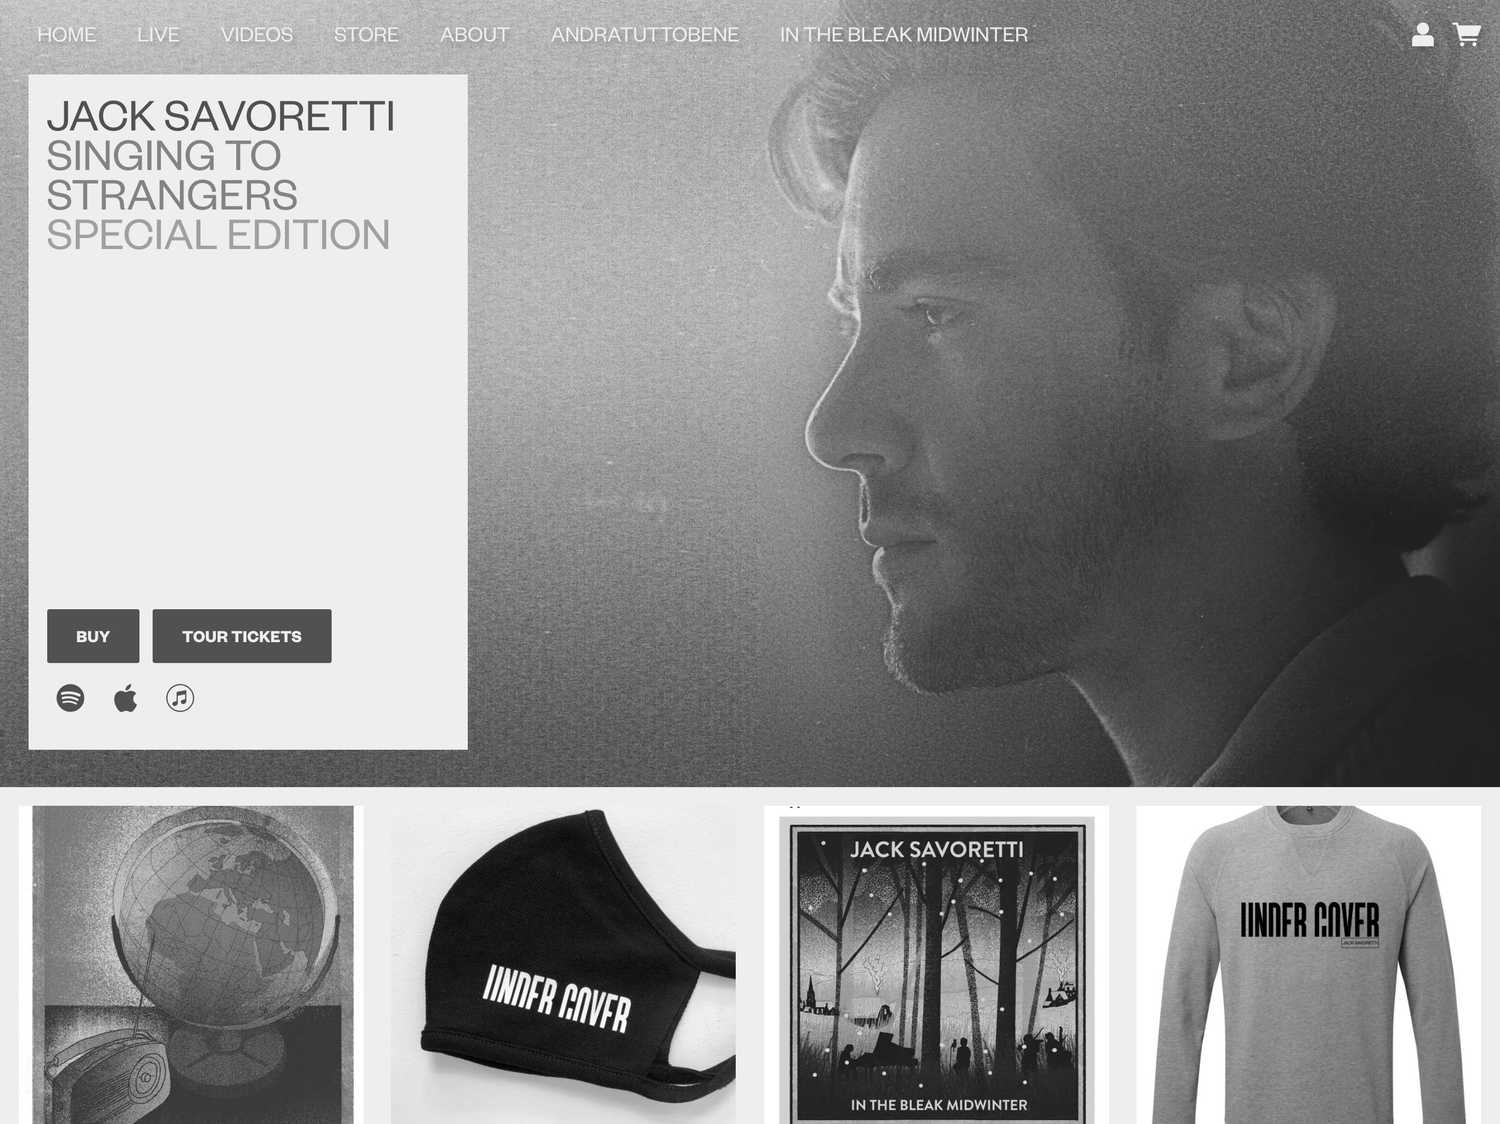 HOME LIVE VIDEOS STORE ABOUT ANDRATUTTOBENE IN THE BLEAK MIDWINTER
JACK SAVORETTI
SINGING TO
STRANGERS
SPECIAL EDITION
BUY TOUR TICKETS
UNDER COVER
JACK SAVORETTI
IN THE BLEAK MIDWINTER
UNDER COVER
JACK SAVORETTI